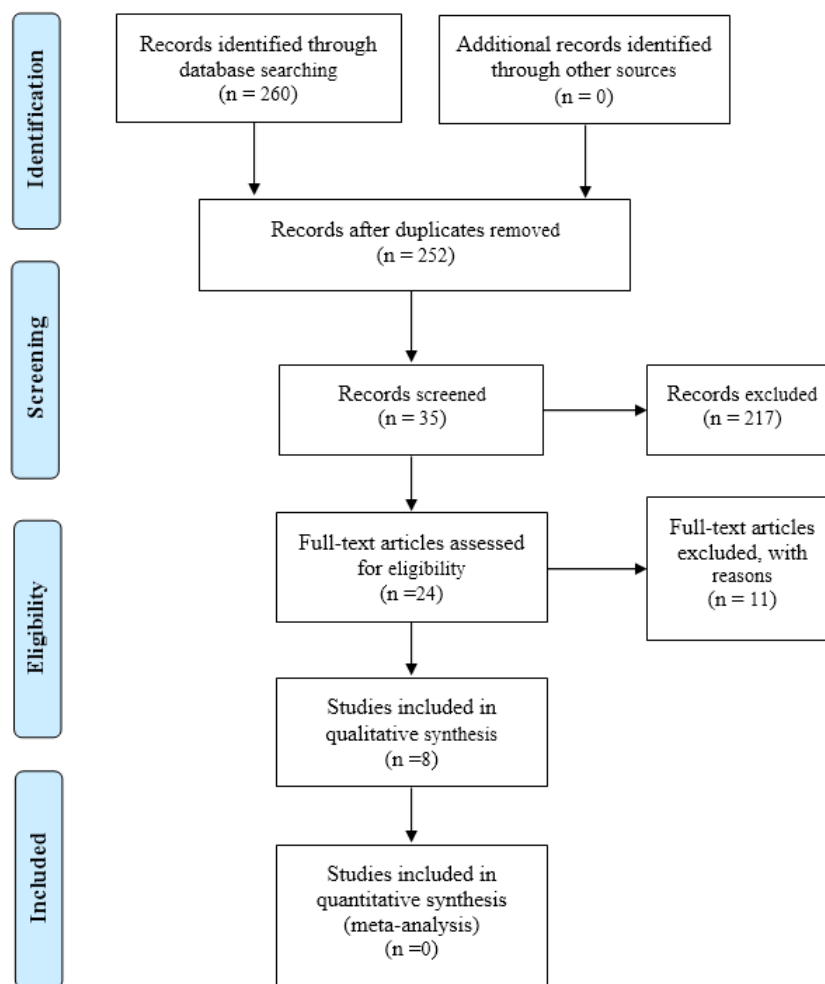 Identification
Records identified through
database searching
(n = 260)
Additional records identified
through other sources
(n = 0)
Records after duplicates removed
(n = 252)
Screening
Records screened
(n = 35)
Records excluded
(n = 217)
Eligibility
Full-text articles assessed
for eligibility
(n =24)
Full-text articles
excluded, with
reasons
(n = 11)
Studies included in
qualitative synthesis
(n =8)
Included
Studies included in
quantitative synthesis
(meta-analysis)
(n =0)